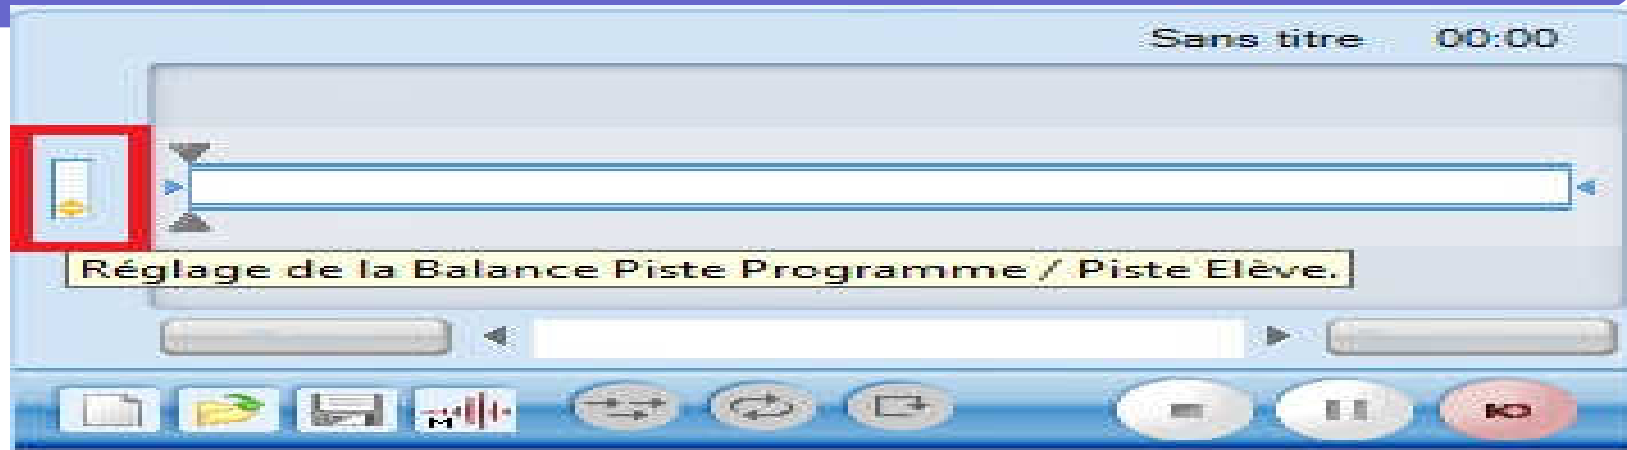 Sans titre 00:00
Réglage de la Balance Piste Programme / Piste Elève.
M